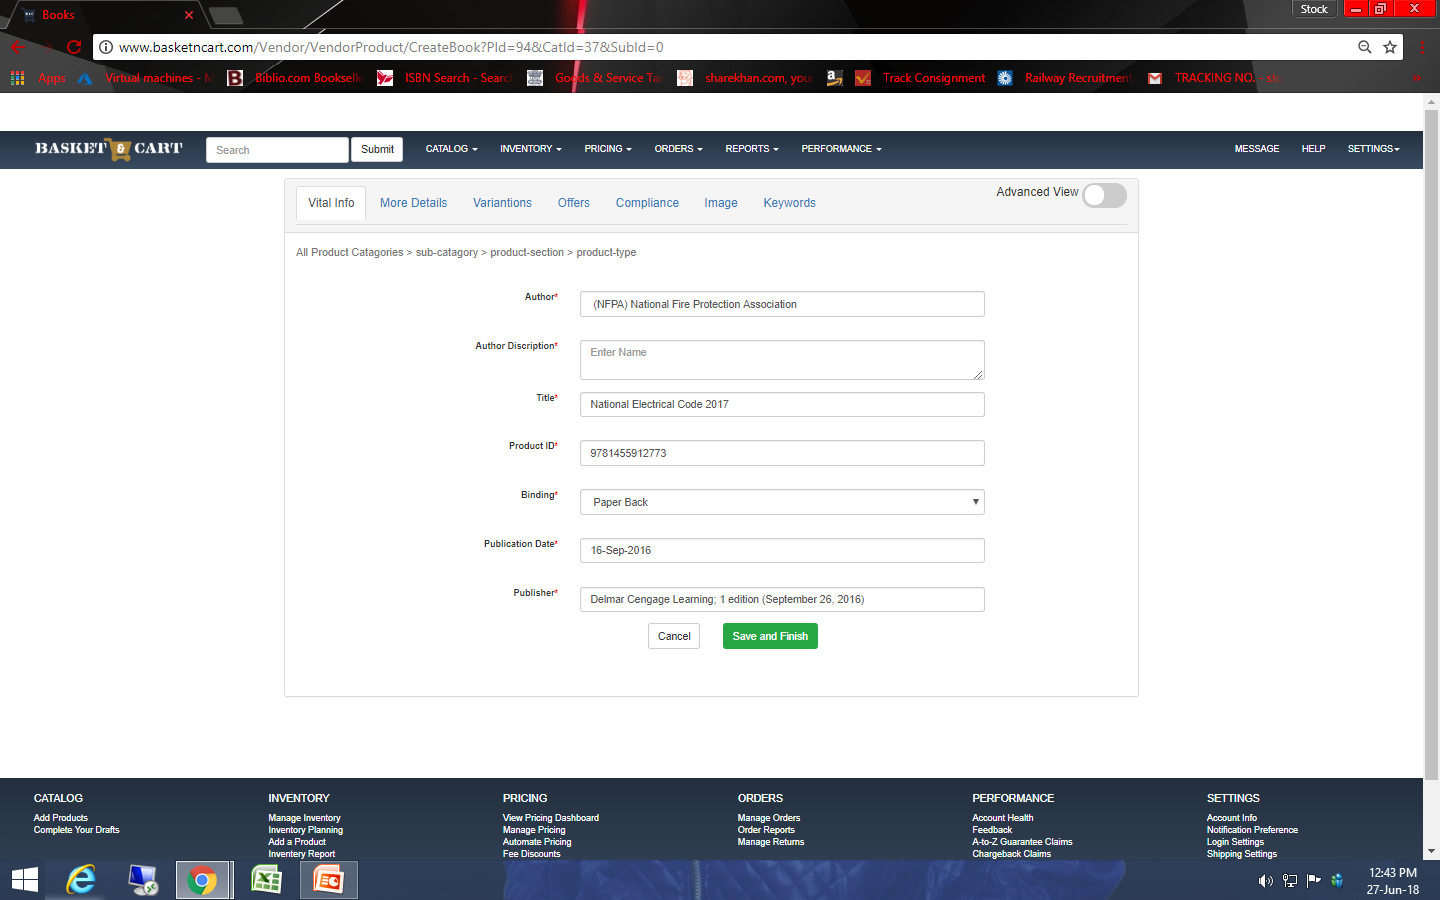 Books
Stock
www.basketncart.com/Vendor/VendorProduct/CreateBook?PId=94&CatId=37&SubId=0
Apps Virtual machines - M Biblio.com Bookselle ISBN Search - Search Goods & Service Tax sharekhan.com, your Track Consignment Railway Recruitment TRACKING NO. - sh
BASKET & CART Search Submit CATALOG INVENTORY PRICING ORDERS REPORTS PERFORMANCE MESSAGE HELP SETTINGS
Vital Info More Details Variantions Offers Compliance Image Keywords Advanced View
All Product Catagories > sub-catagory > product-section > product-type
Author* (NFPA) National Fire Protection Association
Author Discription* Enter Name
Title* National Electrical Code 2017
Product ID* 9781455912773
Binding* Paper Back
Publication Date* 16-Sep-2016
Publisher* Delmar Cengage Learning; 1 edition (September 26, 2016)
Cancel Save and Finish
CATALOG INVENTORY PRICING ORDERS PERFORMANCE SETTINGS
Add Products Manage Inventory View Pricing Dashboard Manage Orders Account Health Account Info
Complete Your Drafts Inventory Planning Manage Pricing Order Reports Feedback Notification Preference
Add a Product Automate Pricing Manage Returns A-to-Z Guarantee Claims Login Settings
Inventory Report Fee Discounts Chargeback Claims Shipping Settings
12:43 PM
27-Jun-18